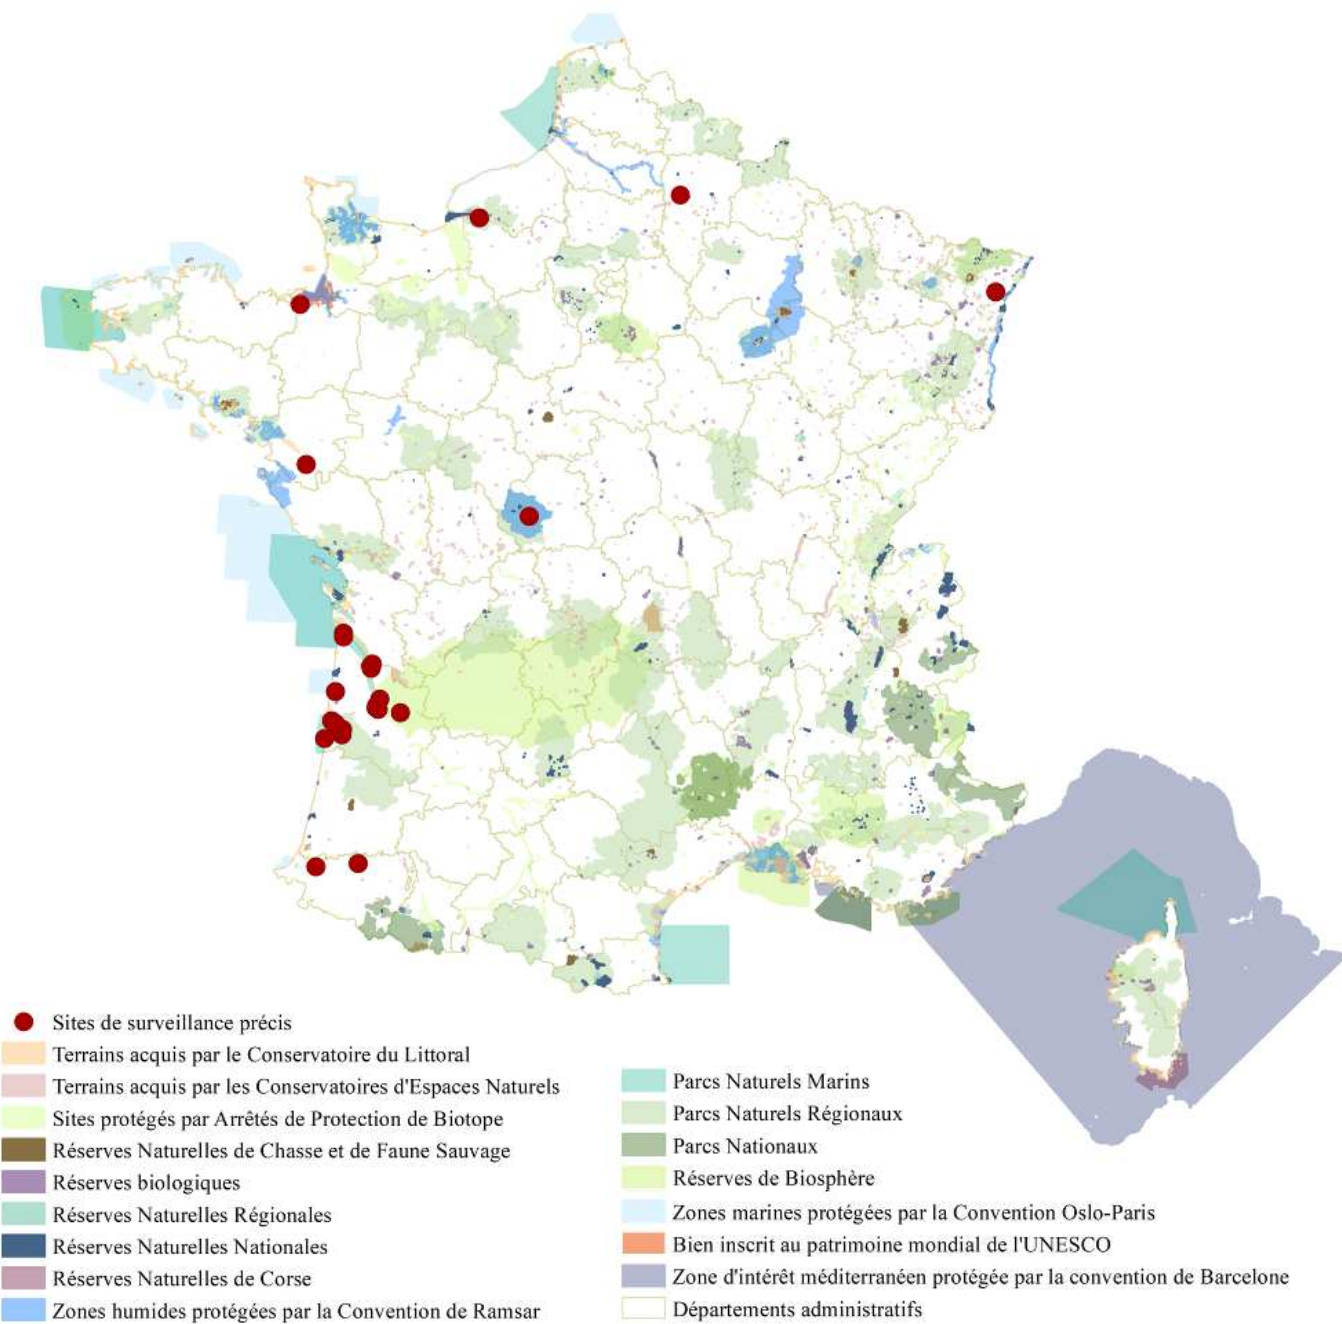 Sites de surveillance précis
Terrains acquis par le Conservatoire du Littoral
Terrains acquis par les Conservatoires d'Espaces Naturels
Sites protégés par Arrêtés de Protection de Biotope
Réserves Naturelles de Chasse et de Faune Sauvage
Réserves biologiques
Réserves Naturelles Régionales
Réserves Naturelles Nationales
Réserves Naturelles de Corse
Zones humides protégées par la Convention de Ramsar
Parcs Naturels Marins
Parcs Naturels Régionaux
Parcs Nationaux
Réserves de Biosphère
Zones marines protégées par la Convention Oslo-Paris
Bien inscrit au patrimoine mondial de l'UNESCO
Zone d'intérêt méditerranéen protégée par la convention de Barcelone
Départements administratifs